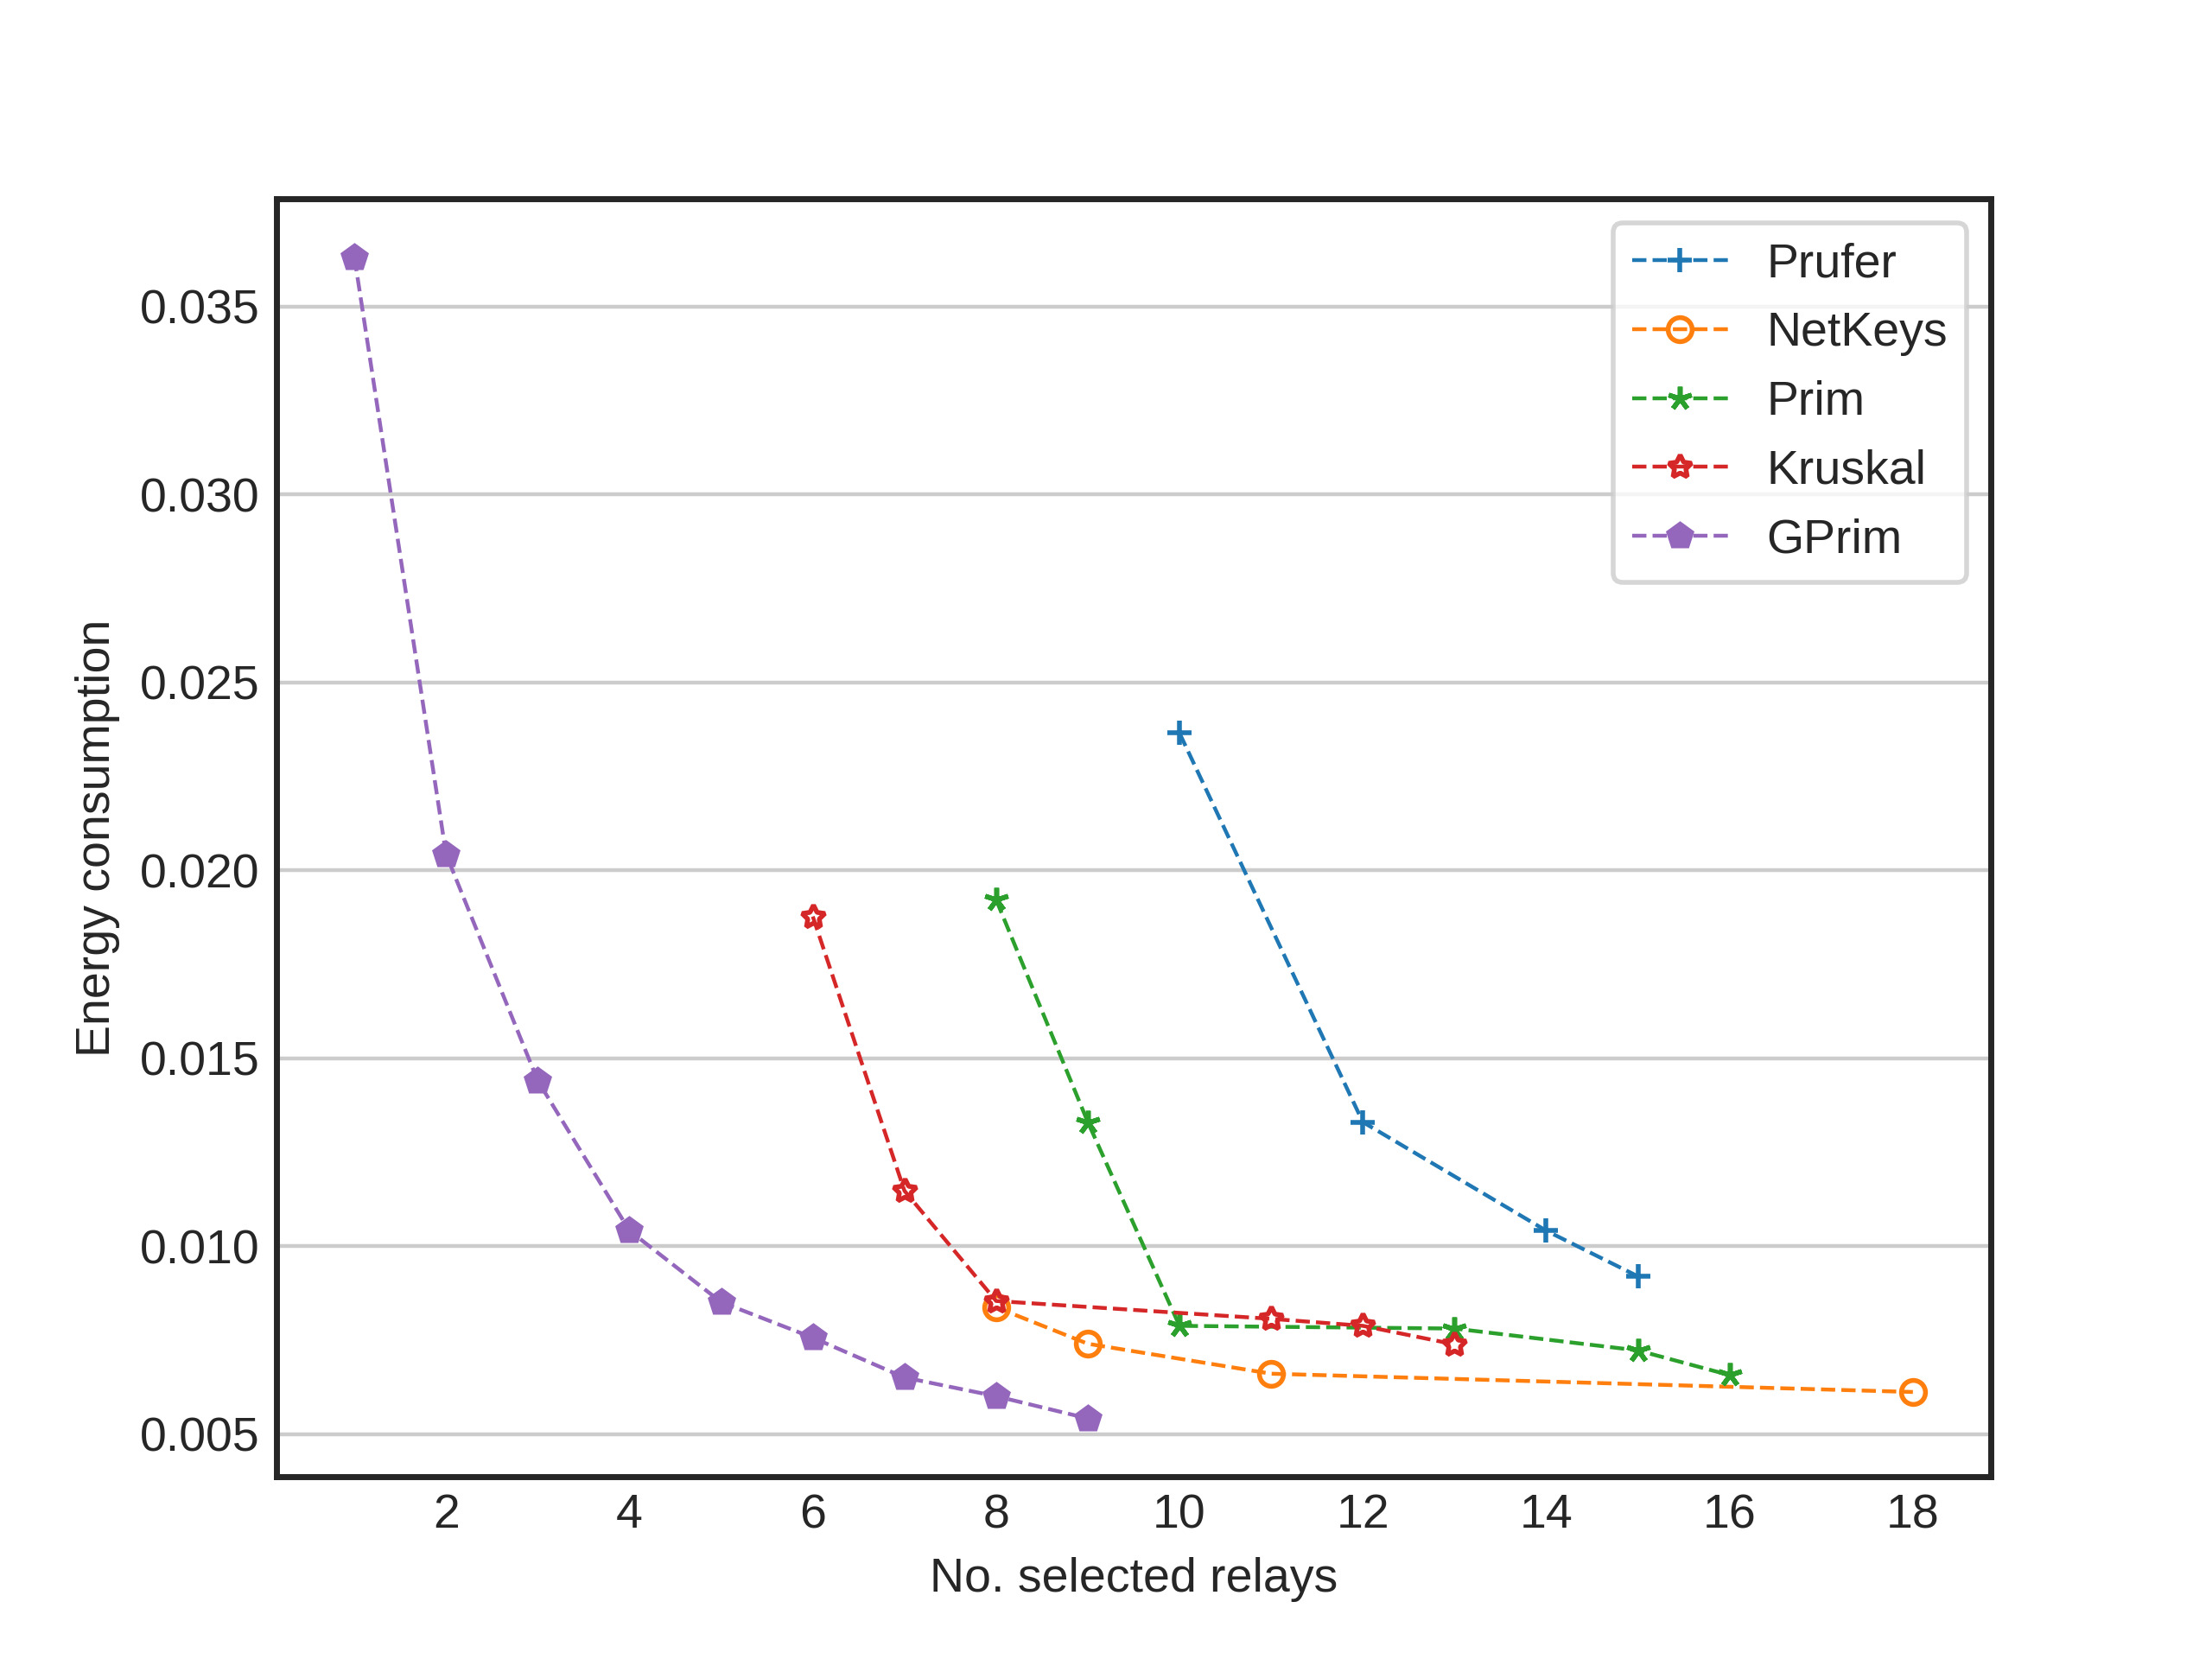 Prufer
NetKeys
Prim
Kruskal
GPrim
0.035
0.030
0.025
0.020
0.015
0.010
0.005
Energy consumption
2 4 6 8 10 12 14 16 18
No. selected relays